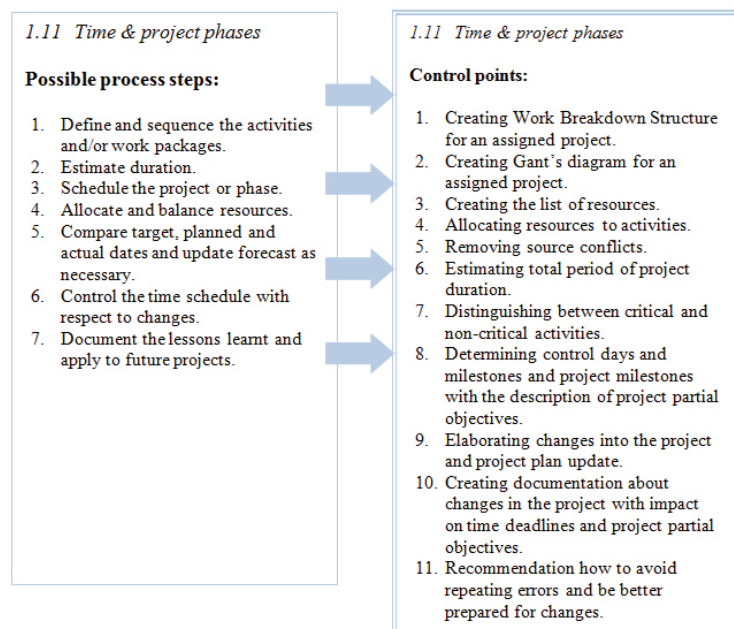 1.11 Time & project phases
Possible process steps:
1. Define and sequence the activities
and/or work packages.
2. Estimate duration.
3. Schedule the project or phase.
4. Allocate and balance resources.
5. Compare target, planned and
actual dates and update forecast as
necessary.
6. Control the time schedule with
respect to changes.
7. Document the lessons learnt and
apply to future projects.
1.11 Time & project phases
Control points:
1. Creating Work Breakdown Structure
for an assigned project.
2. Creating Gant's diagram for an
assigned project.
3. Creating the list of resources.
4. Allocating resources to activities.
5. Removing source conflicts.
6. Estimating total period of project
duration.
7. Distinguishing between critical and
non-critical activities.
8. Determining control days and
milestones and project milestones
with the description of project partial
objectives.
9. Elaborating changes into the project
and project plan update.
10. Creating documentation about
changes in the project with impact
on time deadlines and project partial
objectives.
11. Recommendation how to avoid
repeating errors and be better
prepared for changes.